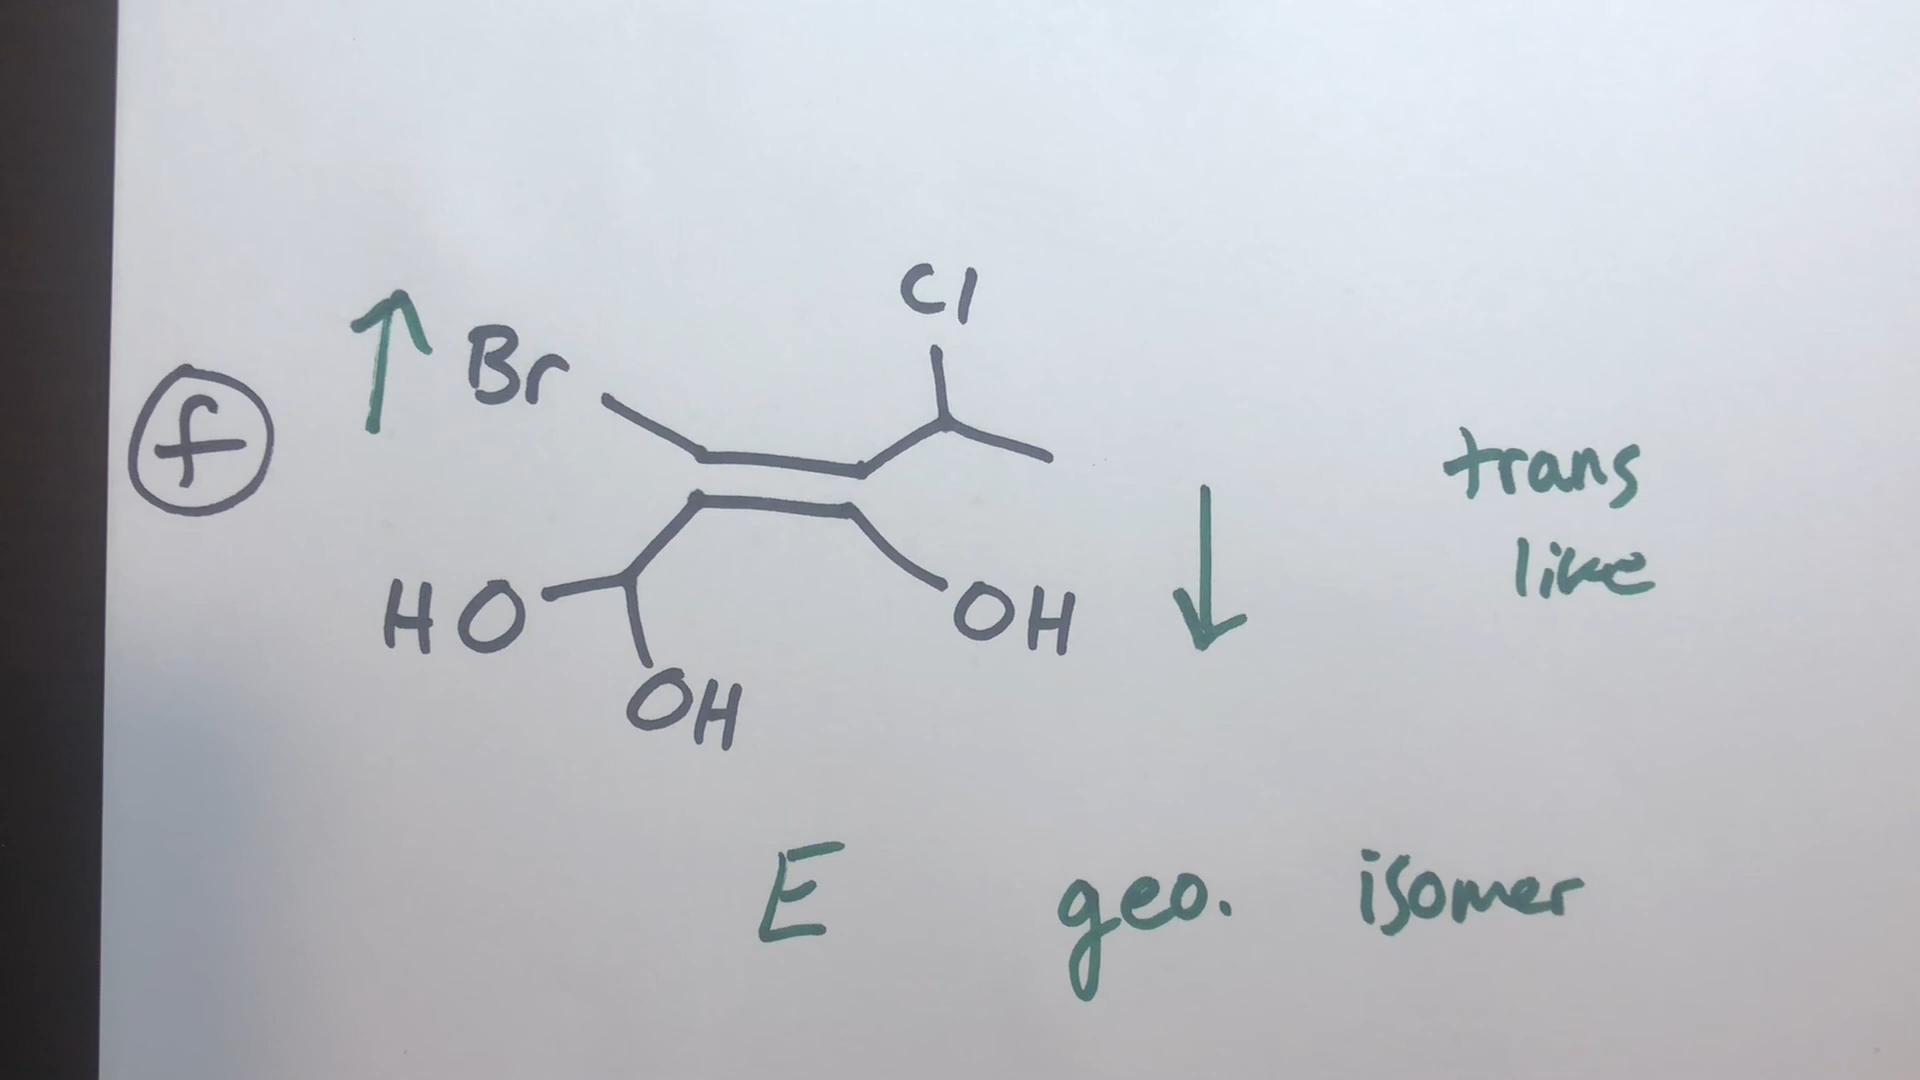 Cl
Br
f
trans
like
HO
OH
OH
E geo. isomer